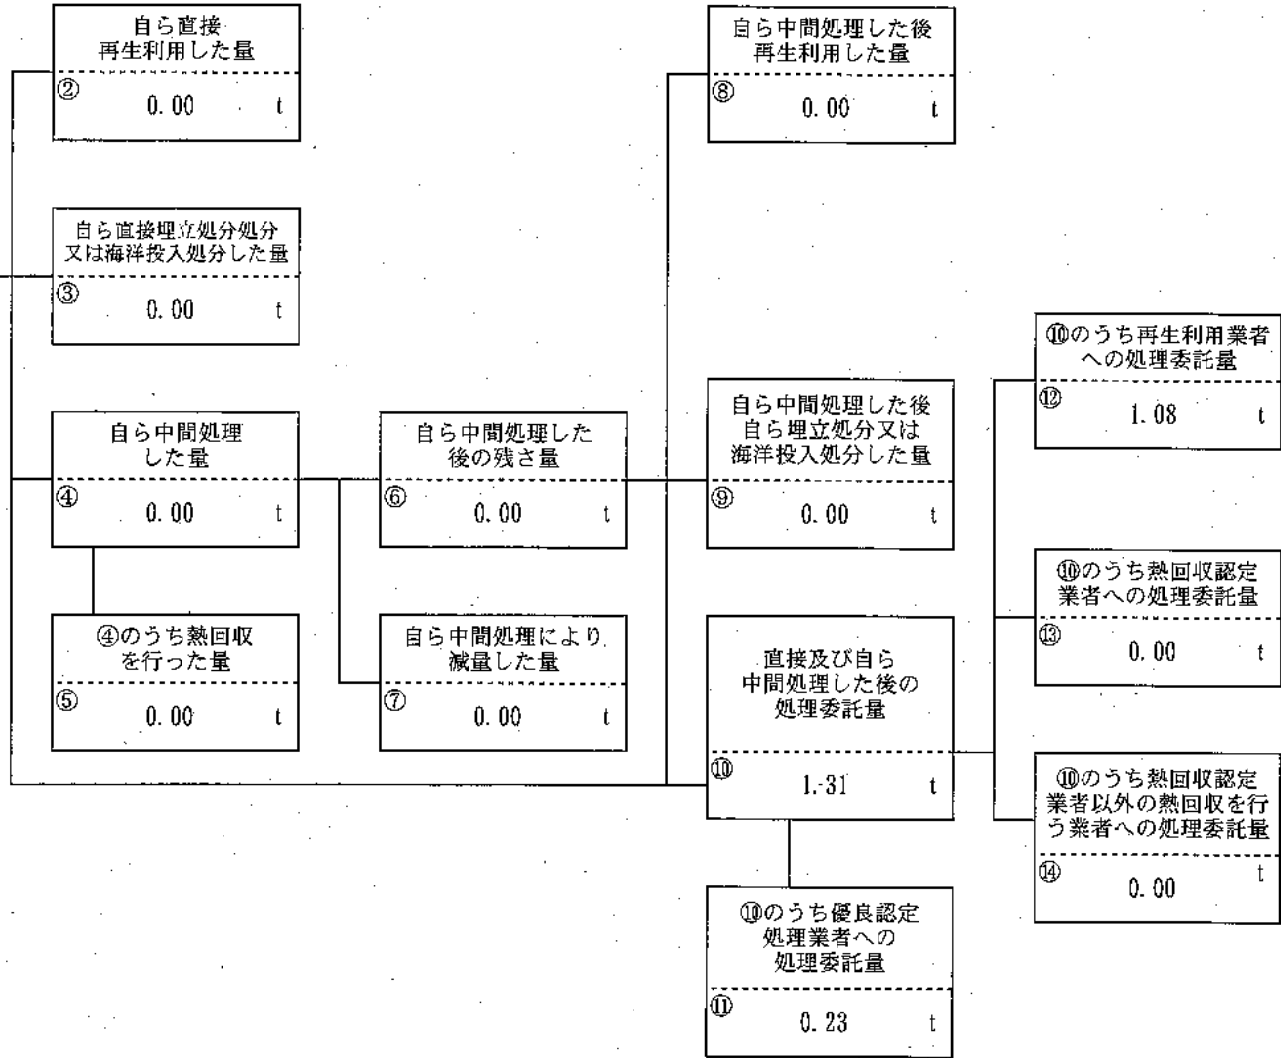 自ら直接
再生利用した量
② 0.00 t
自ら直接埋立処分処分
又は海洋投入処分した量
③ 0.00 t
自ら中間処理
した量
④ 0.00 t
④のうち熱回収
を行った量
⑤ 0.00 t
自ら中間処理した
後の残さ量
⑥ 0.00 t
自ら中間処理により
減量した量
⑦ 0.00 t
自ら中間処理した後
再生利用した量
⑧ 0.00 t
自ら中間処理した後
自ら埋立処分又は
海洋投入処分した量
⑨ 0.00 t
直接及び自ら
中間処理した後の
処理委託量
⑩ 1.31 t
⑩のうち優良認定
処理業者への
処理委託量
⑪ 0.23 t
⑩のうち再生利用業者
への処理委託量
⑫ 1.08 t
⑩のうち熱回収認定
業者への処理委託量
⑬ 0.00 t
⑩のうち熱回収認定
業者以外の熱回収を行
う業者への処理委託量
⑭ 0.00 t